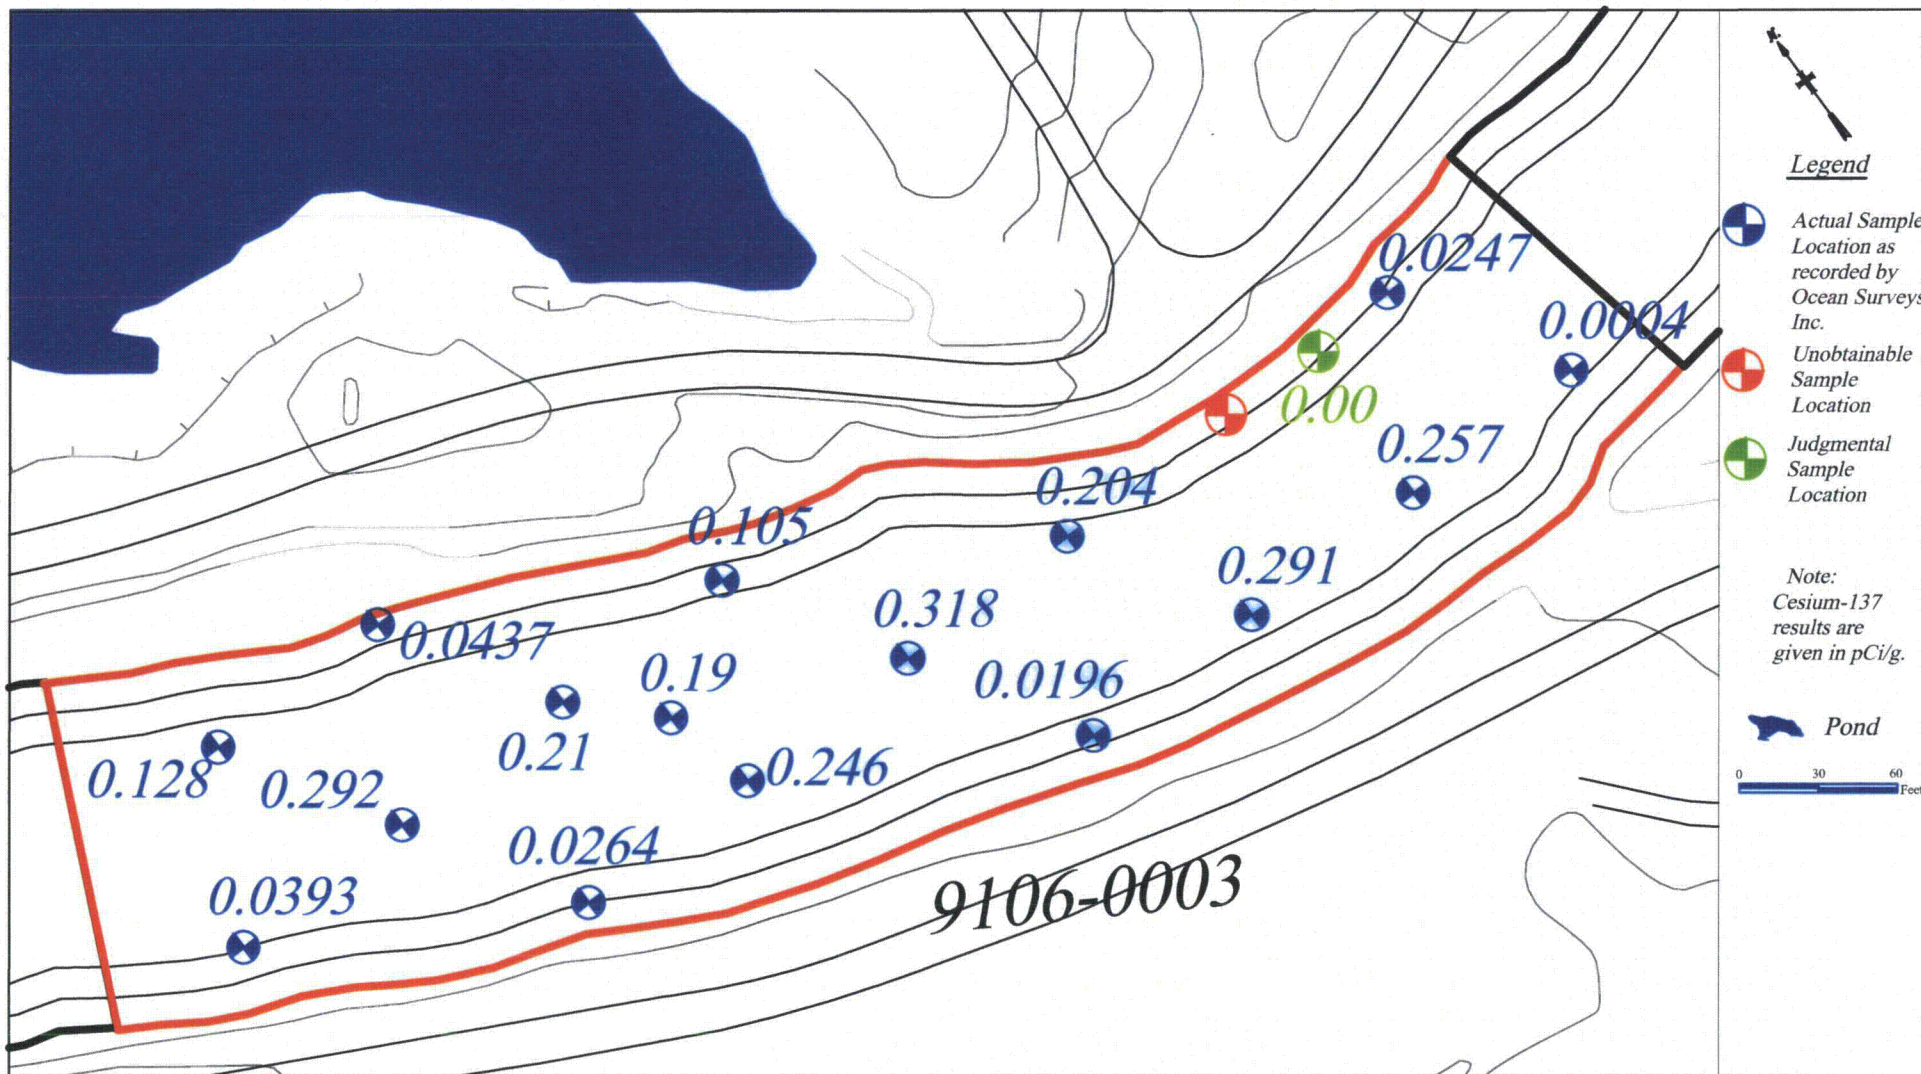 N
Legend
Actual Sample
Location as
recorded by
Ocean Surveys
Inc.
Unobtainable
Sample
Location
Judgmental
Sample
Location
Note:
Cesium-137
results are
given in pCi/g.
Pond
0 30 60
Feet
0.0247
0.0004
0.00
0.257
0.204
0.105
0.291
0.318
0.0437
0.19
0.0196
0.21
0.128
0.292
0.246
0.0264
0.0393
9106-0003